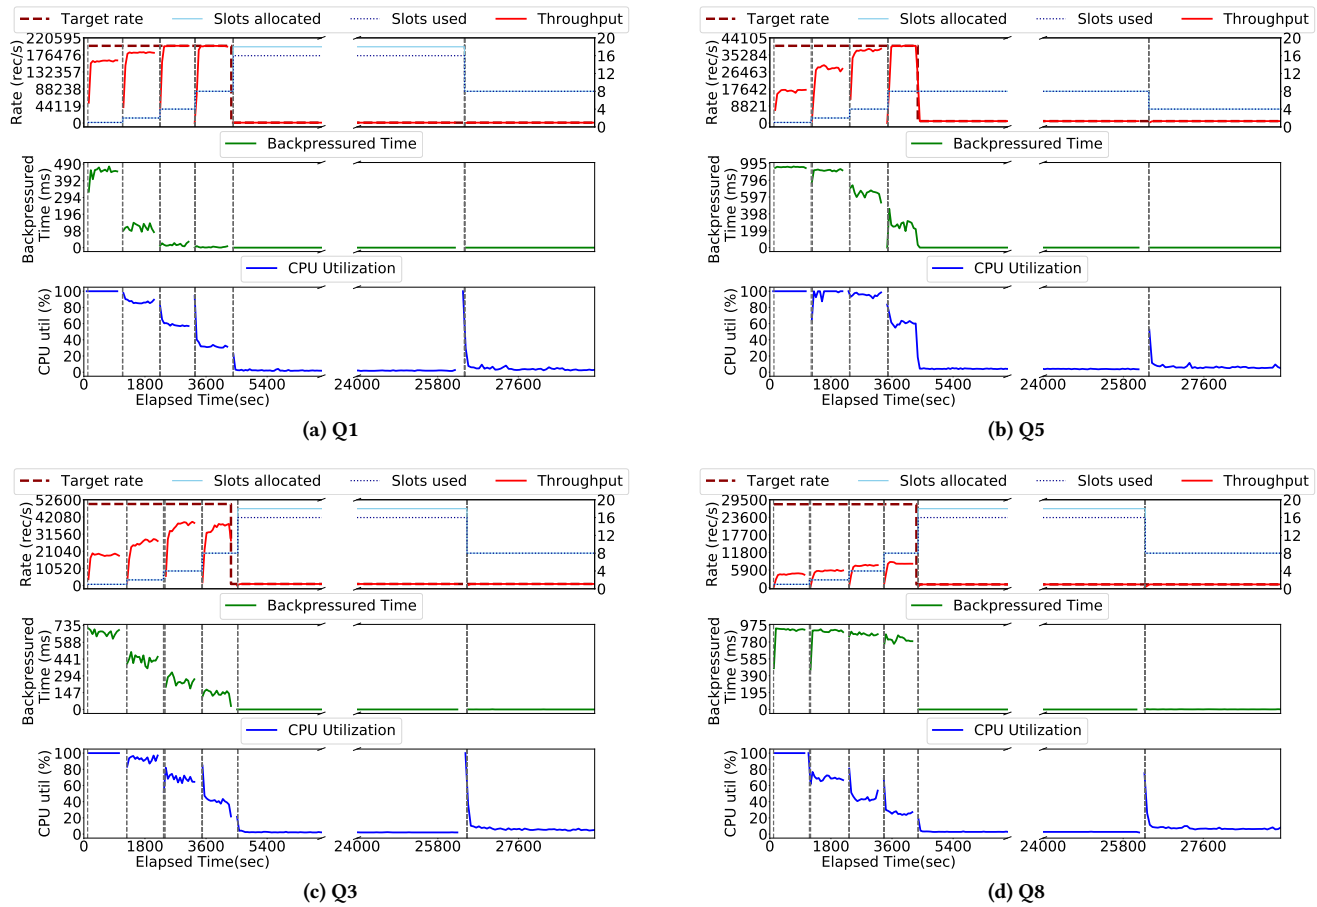 Target rate Slots allocated Slots used Throughput
220595
176476
132357
88238
44119
0
Rate (rec/s)
20
16
12
8
4
0
Backpressured Time
490
392
294
196
98
0
Backpressured
Time (ms)
CPU Utilization
100
80
60
40
20
0
CPU util (%)
0 1800 3600 5400 24000 25800 27600
Elapsed Time(sec)
(a) Q1
Target rate Slots allocated Slots used Throughput
44105
35284
26463
17642
8821
0
Rate (rec/s)
20
16
12
8
4
0
Backpressured Time
995
796
597
398
199
0
Backpressured
Time (ms)
CPU Utilization
100
80
60
40
20
0
CPU util (%)
0 1800 3600 5400 24000 25800 27600
Elapsed Time(sec)
(b) Q5
Target rate Slots allocated Slots used Throughput
52600
42080
31560
21040
10520
0
Rate (rec/s)
20
16
12
8
4
0
Backpressured Time
735
588
441
294
147
0
Backpressured
Time (ms)
CPU Utilization
100
80
60
40
20
0
CPU util (%)
0 1800 3600 5400 24000 25800 27600
Elapsed Time(sec)
(c) Q3
Target rate Slots allocated Slots used Throughput
29500
23600
17700
11800
5900
0
Rate (rec/s)
20
16
12
8
4
0
Backpressured Time
975
780
585
390
195
0
Backpressured
Time (ms)
CPU Utilization
100
80
60
40
20
0
CPU util (%)
0 1800 3600 5400 24000 25800 27600
Elapsed Time(sec)
(d) Q8